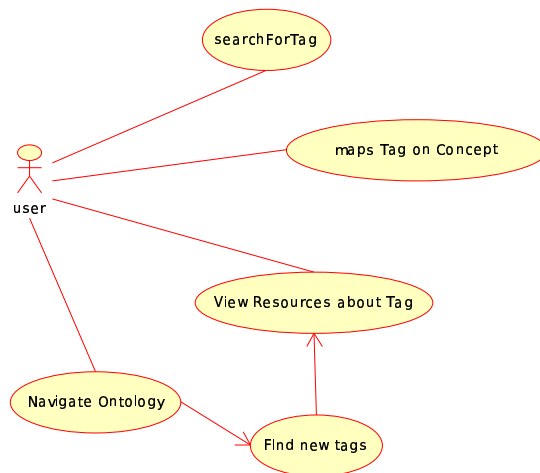 searchForTag
maps Tag on Concept
user
View Resources about Tag
Navigate Ontology
FInd new tags